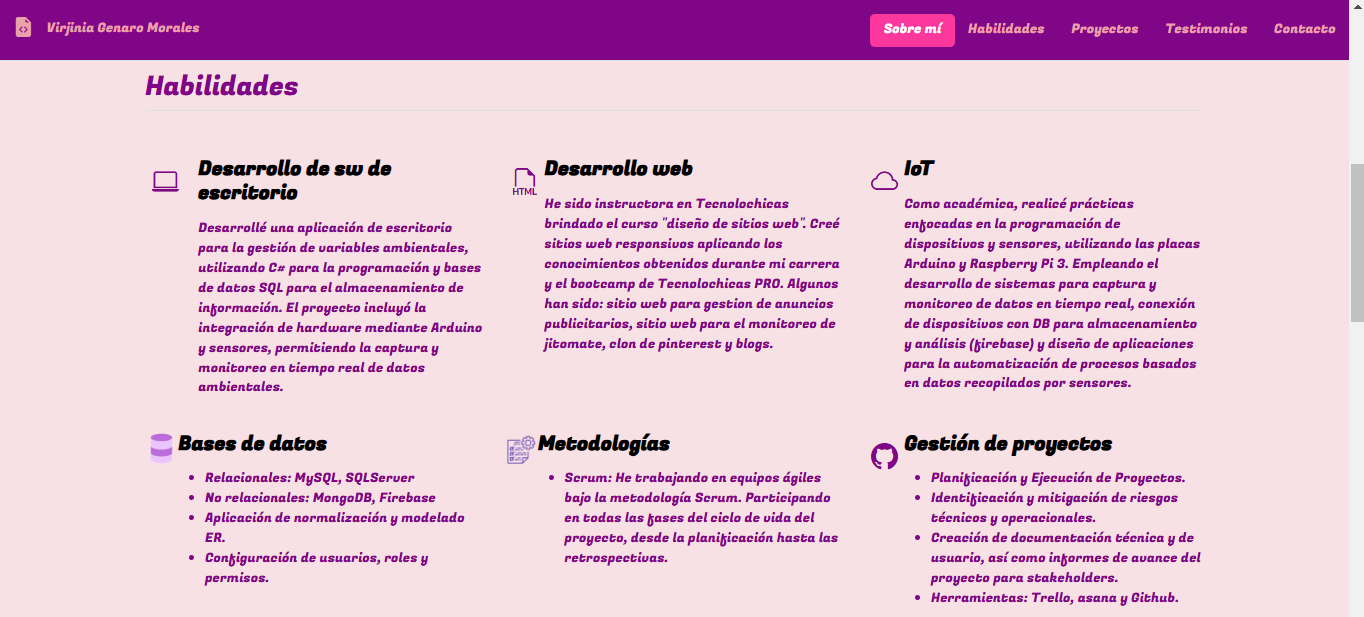 Virjinia Genaro Morales
Sobre mí
Habilidades
Proyectos
Testimonios
Contacto
Habilidades
Desarrollo de sw de
escritorio
Desarrollé una aplicación de escritorio
para la gestión de variables ambientales,
utilizando C# para la programación y bases
de datos SQL para el almacenamiento de
información. El proyecto incluyó la
integración de hardware mediante Arduino
y sensores, permitiendo la captura y
monitoreo en tiempo real de datos
ambientales.
HTML
Desarrollo web
He sido instructora en Tecnolochicas
brindado el curso "diseño de sitios web". Creé
sitios web responsivos aplicando los
conocimientos obtenidos durante mi carrera
y el bootcamp de Tecnolochicas PRO. Algunos
han sido: sitio web para gestion de anuncios
publicitarios, sitio web para el monitoreo de
jitomate, clon de pinterest y blogs.
IoT
Como académica, realicé prácticas
enfocadas en la programación de
dispositivos y sensores, utilizando las placas
Arduino y Raspberry Pi 3. Empleando el
desarrollo de sistemas para captura y
monitoreo de datos en tiempo real, conexión
de dispositivos con DB para almacenamiento
y análisis (firebase) y diseño de aplicaciones
para la automatización de procesos basados
en datos recopilados por sensores.
Bases de datos
• Relacionales: MySQL, SQLServer
• No relacionales: MongoDB, Firebase
• Aplicación de normalización y modelado
ER.
• Configuración de usuarios, roles y
permisos.
Metodologías
• Scrum: He trabajando en equipos ágiles
bajo la metodología Scrum. Participando
en todas las fases del ciclo de vida del
proyecto, desde la planificación hasta las
retrospectivas.
Gestión de proyectos
• Planificación y Ejecución de Proyectos.
• Identificación y mitigación de riesgos
técnicos y operacionales.
• Creación de documentación técnica y de
usuario, así como informes de avance del
proyecto para stakeholders.
• Herramientas: Trello, asana y Github.